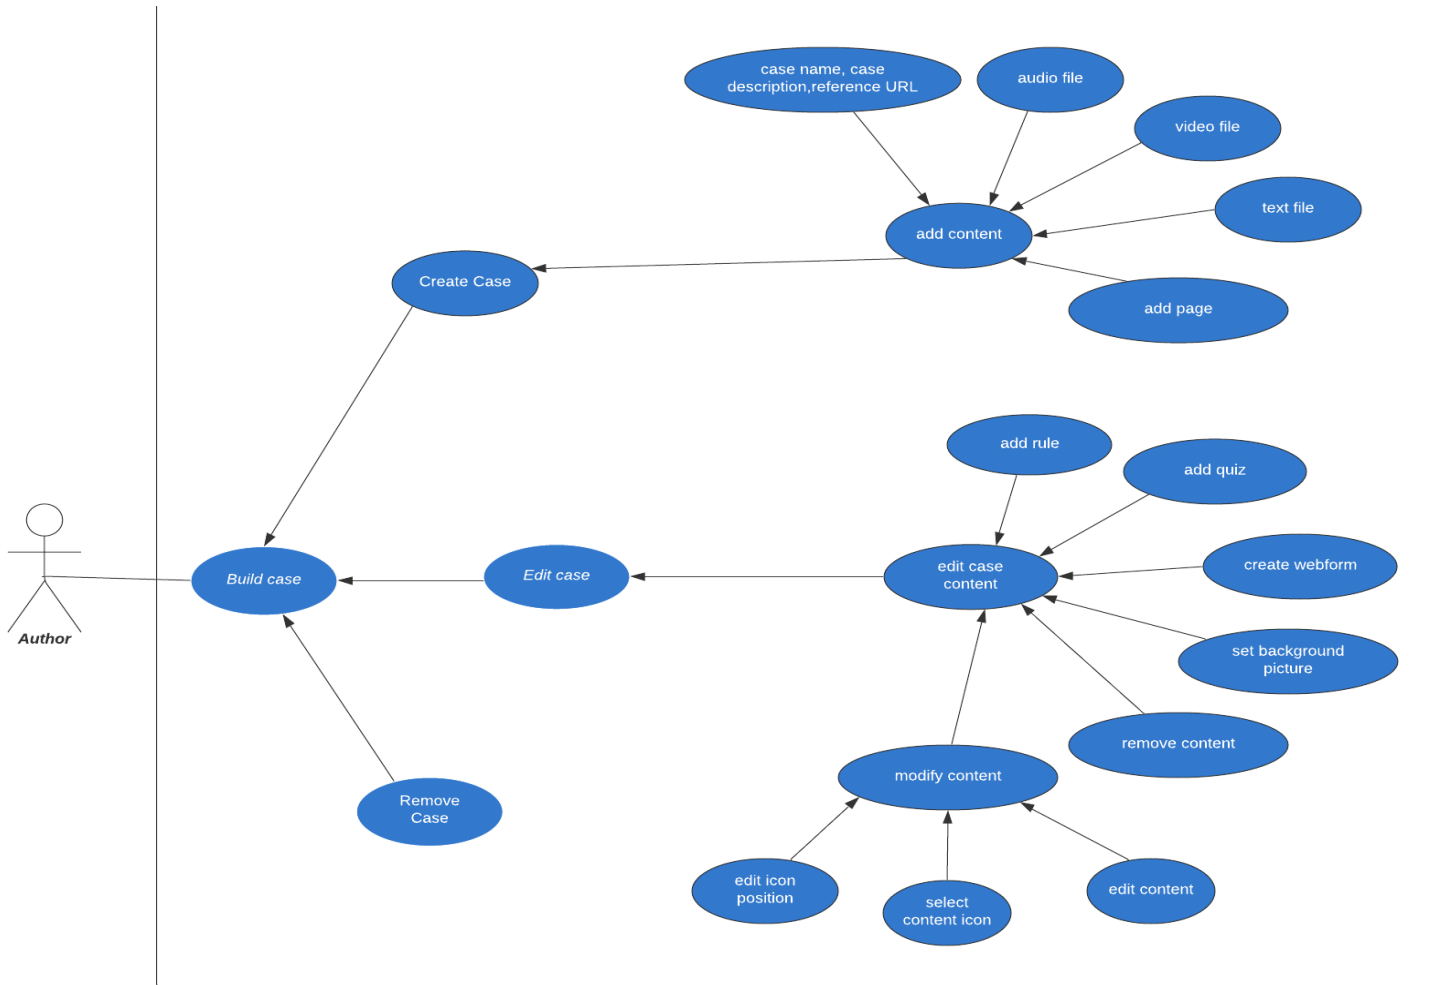 case name, case
description,reference URL
audio file
video file
text file
add content
Create Case
add page
add rule
add quiz
edit case
content
create webform
Edit case
Build case
Author
set background
picture
remove content
modify content
Remove
Case
edit icon
position
select
content icon
edit content